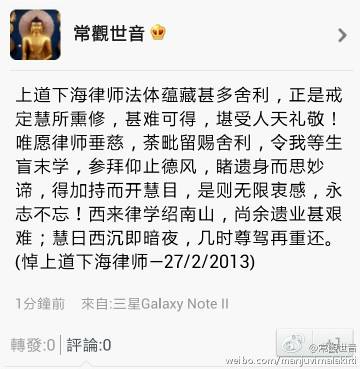 常觀世音
上道下海律师法体蕴藏甚多舍利，正是戒
定慧所熏修，甚难可得，堪受人天礼敬！
唯愿律师垂慈，荼毗留赐舍利，令我等生
盲末学，参拜仰止德风，睹遗身而思妙
谛，得加持而开慧目，是则无限衷感，永
志不忘！西来律学绍南山，尚余遗业甚艰
难；慧日西沉即暗夜，几时尊驾再重还。
(悼上道下海律师—27/2/2013)
1分鐘前 來自:三星Galaxy Note II
轉發:0 評論:0
@常觀世音
weibo.com/manjuvimalakirti